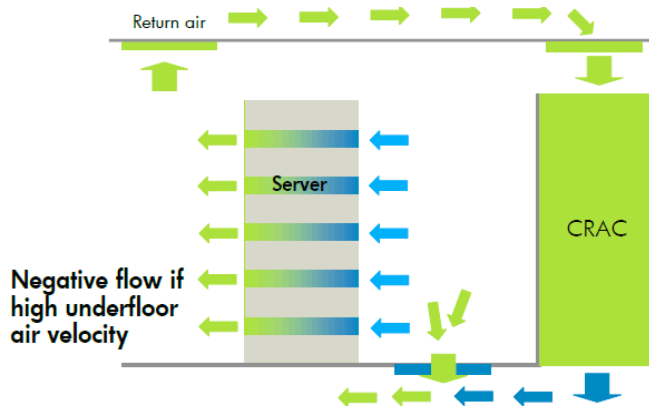 Return air
Server
CRAC
Negative flow if
high underfloor
air velocity